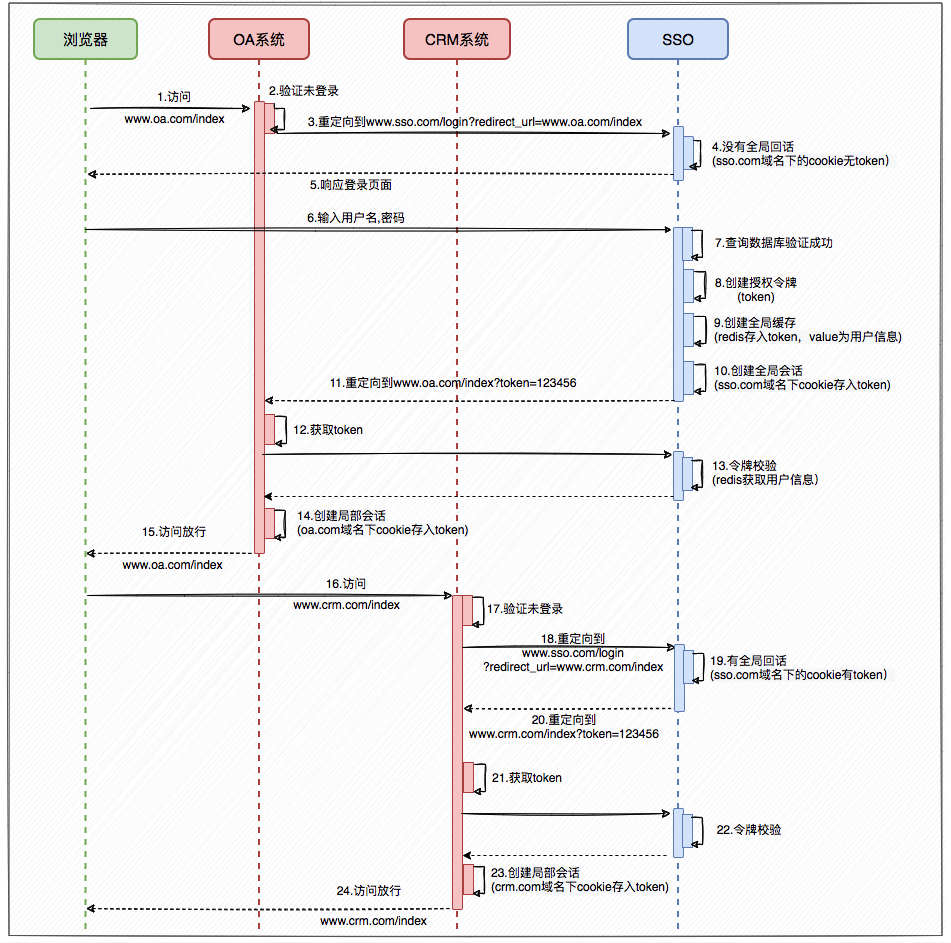 浏览器
OA系统
CRM系统
SSO
1.访问
www.oa.com/index
2.验证未登录
3.重定向到www.sso.com/login?redirect_url=www.oa.com/index
4.没有全局回话
(sso.com域名下的cookie无token)
5.响应登录页面
6.输入用户名,密码
7.查询数据库验证成功
8.创建授权令牌
(token)
9.创建全局缓存
(redis存入token，value为用户信息)
10.创建全局会话
(sso.com域名下cookie存入token)
11.重定向到www.oa.com/index?token=123456
12.获取token
13.令牌校验
(redis获取用户信息)
14.创建局部会话
(oa.com域名下cookie存入token)
15.访问放行
www.oa.com/index
16.访问
www.crm.com/index
17.验证未登录
18.重定向到
www.sso.com/login
?redirect_url=www.crm.com/index
19.有全局回话
(sso.com域名下的cookie有token)
20.重定向到
www.crm.com/index?token=123456
21.获取token
22.令牌校验
23.创建局部会话
(crm.com域名下cookie存入token)
24.访问放行
www.crm.com/index